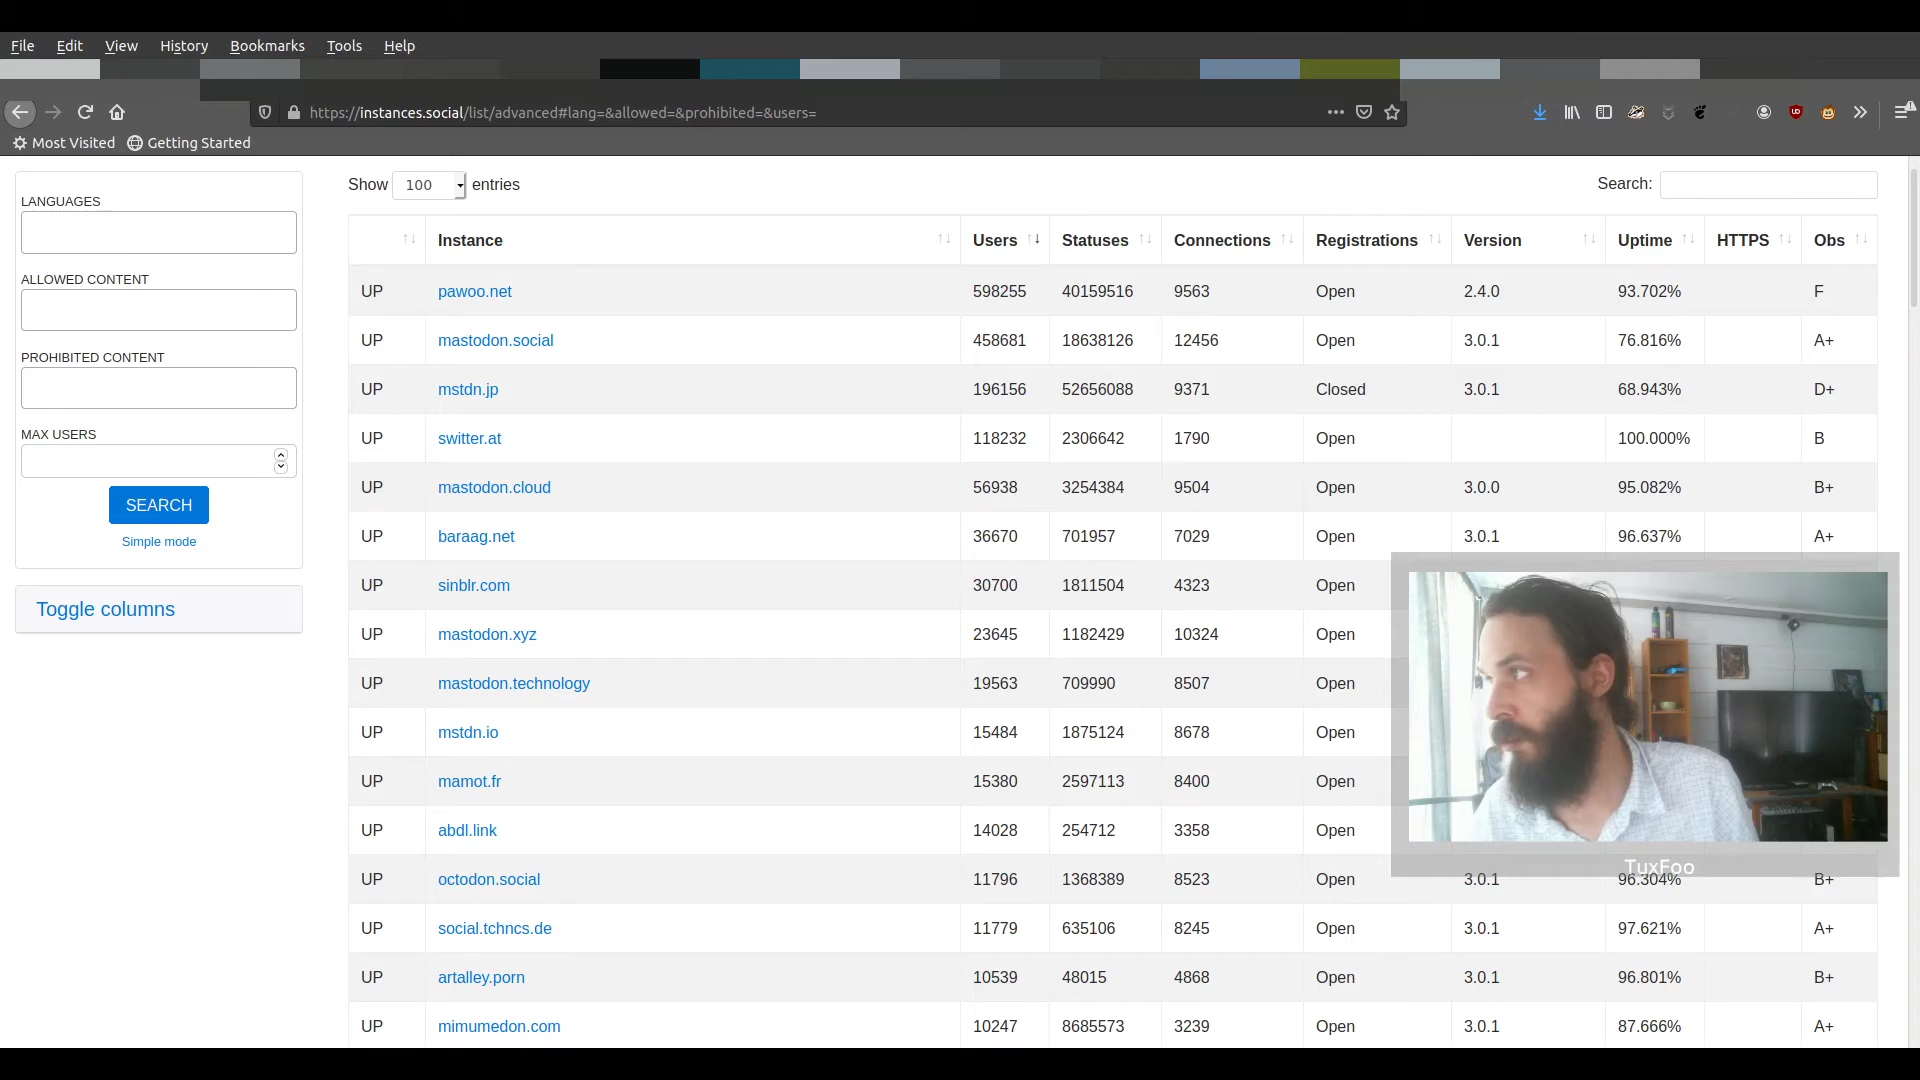 File Edit View History Bookmarks Tools Help
https://instances.social/list/advanced#lang=&allowed=&prohibited=&users=
Most Visited Getting Started
LANGUAGES
ALLOWED CONTENT
PROHIBITED CONTENT
MAX USERS
SEARCH
Simple mode
Toggle columns
Show 100 entries Search:
Instance Users Statuses Connections Registrations Version Uptime HTTPS Obs
UP pawoo.net 598255 40159516 9563 Open 2.4.0 93.702% F
UP mastodon.social 458681 18638126 12456 Open 3.0.1 76.816% A+
UP mstdn.jp 196156 52656088 9371 Closed 3.0.1 68.943% D+
UP switter.at 118232 2306642 1790 Open 100.000% B
UP mastodon.cloud 56938 3254384 9504 Open 3.0.0 95.082% B+
UP baraag.net 36670 701957 7029 Open 3.0.1 96.637% A+
UP sinblr.com 30700 1811504 4323 Open
UP mastodon.xyz 23645 1182429 10324 Open
UP mastodon.technology 19563 709990 8507 Open
UP mstdn.io 15484 1875124 8678 Open
UP mamot.fr 15380 2597113 8400 Open
UP abdl.link 14028 254712 3358 Open
TuxFoo
UP octodon.social 11796 1368389 8523 Open 3.0.1 96.304% B+
UP social.tchncs.de 11779 635106 8245 Open 3.0.1 97.621% A+
UP artalley.porn 10539 48015 4868 Open 3.0.1 96.801% B+
UP mimumedon.com 10247 8685573 3239 Open 3.0.1 87.666% A+